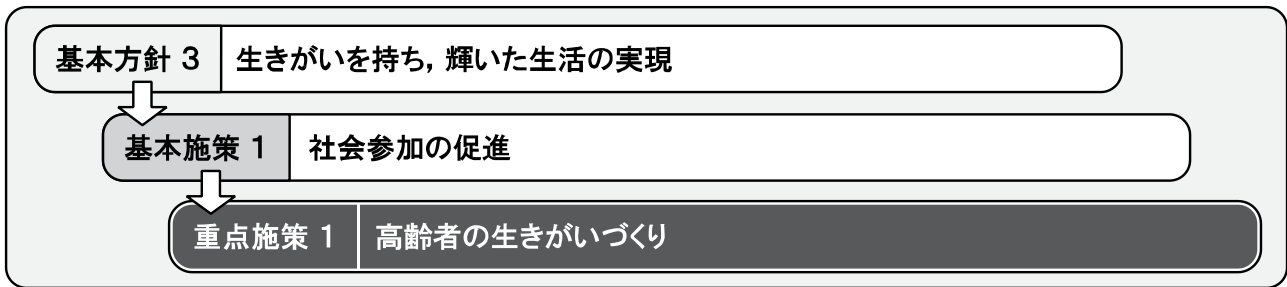 基本方針 3 生きがいを持ち，輝いた生活の実現
基本施策 1 社会参加の促進
重点施策 1 高齢者の生きがいづくり